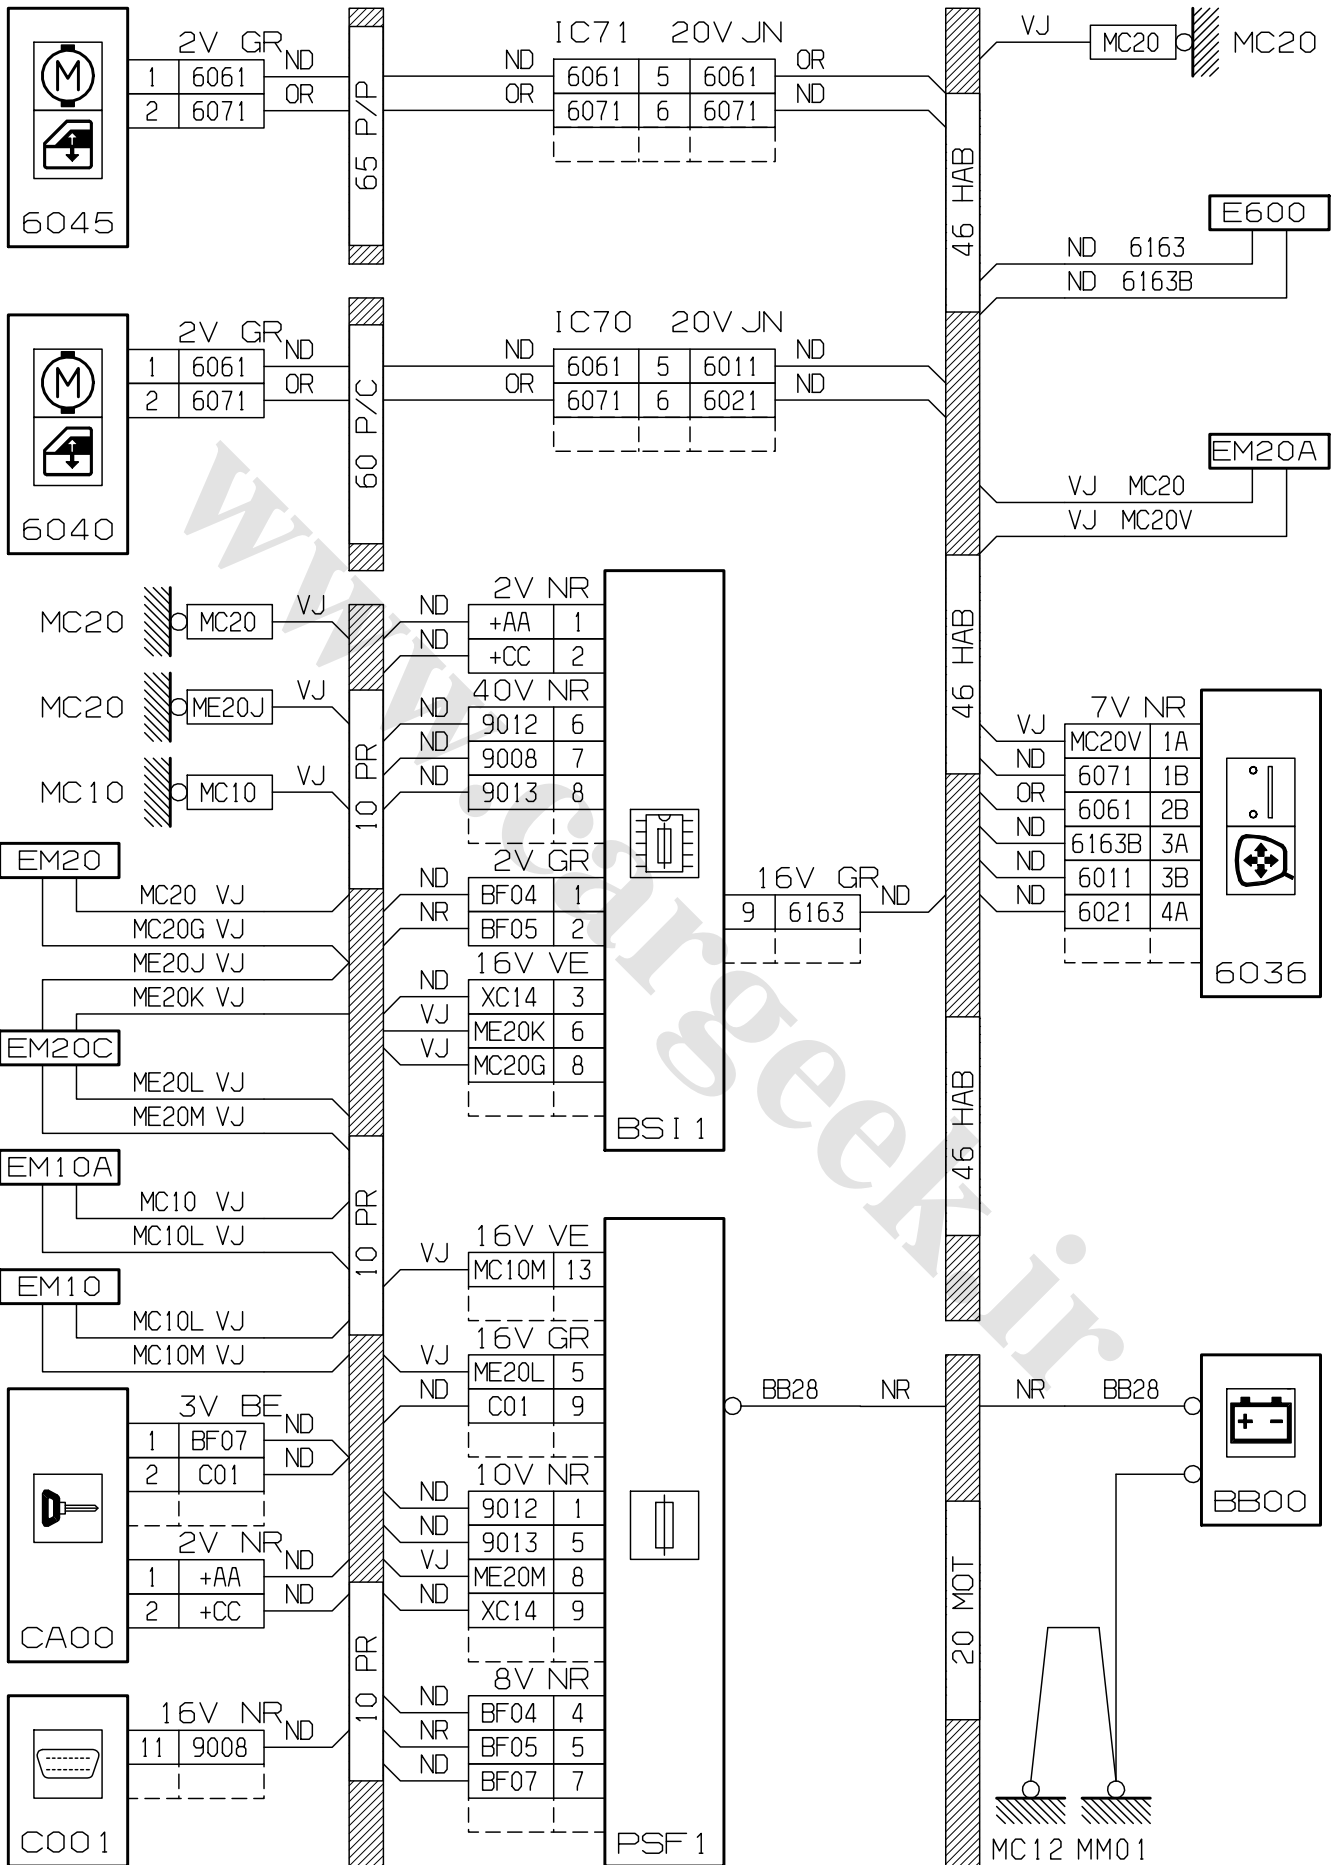 2V GR
1 6061 ND
2 6071 OR
6045
65 P/P
IC71 20V JN
ND 6061 5 6061 OR
OR 6071 6 6071 ND
46 HAB
VJ MC20 MC20
E600
ND 6163
ND 6163B
2V GR
1 6061 ND
2 6071 OR
6040
60 P/C
IC70 20V JN
ND 6061 5 6011 ND
OR 6071 6 6021 ND
EM20A
VJ MC20
VJ MC20V
46 HAB
MC20 MC20 VJ
MC20 ME20J VJ
MC10 MC10 VJ
10 PR
2V NR
ND +AA 1
ND +CC 2
40V NR
ND 9012 6
ND 9008 7
ND 9013 8
2V GR
ND BF04 1
NR BF05 2
16V VE
ND XC14 3
VJ ME20K 6
VJ MC20G 8
BSI1
16V GR
9 6163 ND
7V NR
VJ MC20V 1A
ND 6071 1B
OR 6061 2B
ND 6163B 3A
ND 6011 3B
ND 6021 4A
6036
46 HAB
EM20
MC20 VJ
MC20G VJ
ME20J VJ
ME20K VJ
EM20C
ME20L VJ
ME20M VJ
EM10A
MC10 VJ
MC10L VJ
EM10
MC10L VJ
MC10M VJ
10 PR
16V VE
VJ MC10M 13
16V GR
VJ ME20L 5
ND C01 9
10V NR
ND 9012 1
ND 9013 5
VJ ME20M 8
ND XC14 9
8V NR
ND BF04 4
NR BF05 5
ND BF07 7
PSF1
BB28 NR
NR BB28
BB00
20 MOT
MC12 MM01
3V BE
1 BF07 ND
2 C01 ND
2V NR
1 +AA ND
2 +CC ND
CA00
10 PR
16V NR
11 9008 ND
C001
www.cargeek.ir